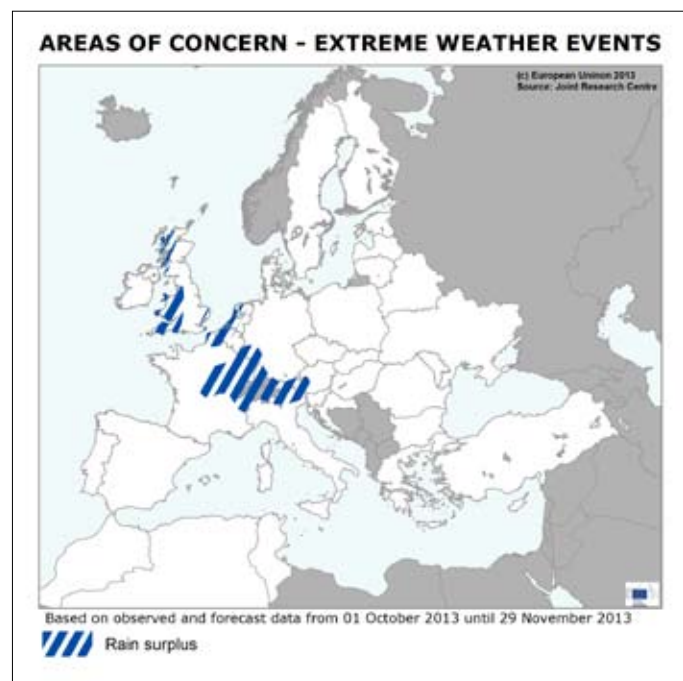 AREAS OF CONCERN - EXTREME WEATHER EVENTS
(c) European Uninon 2013
Source: Joint Research Centre
Based on observed and forecast data from 01 October 2013 until 29 November 2013
Rain surplus